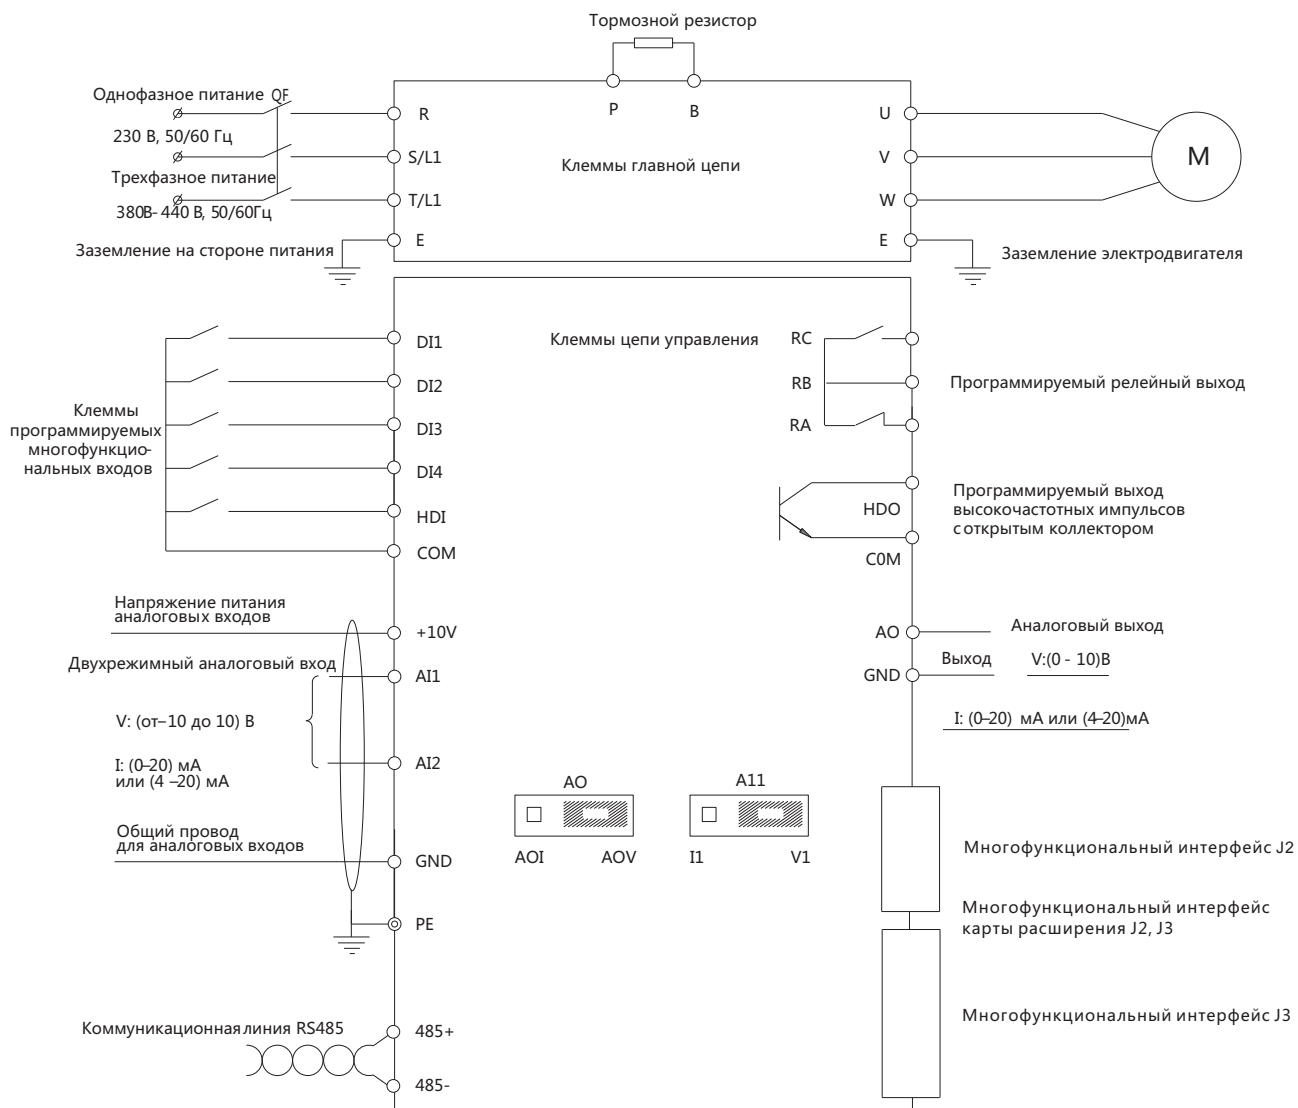 Тормозной резистор
P
B
Однофазное питание QF
230 В, 50/60 Гц
Трехфазное питание
380В- 440 В, 50/60Гц
Заземление на стороне питания
R
S/L1
T/L1
E
Клеммы главной цепи
U
V
W
E
M
Заземление электродвигателя
Клеммы
программируемых
многофункцио-
нальных входов
DI1
DI2
DI3
DI4
HDI
COM
Клеммы цепи управления
RC
RB
RA
Программируемый релейный выход
HDO
C0M
Программируемый выход
высокочастотных импульсов
с открытым коллектором
Напряжение питания
аналоговых входов
+10V
Двухрежимный аналоговый вход
AI1
V: (от–10 до 10) В
I: (0–20) мА
или (4 –20) мА
AI2
Общий провод
для аналоговых входов
GND
PE
AO
Аналоговый выход
GND
Выход
V:(0 - 10)В
I: (0–20) мА или (4–20)мА
AO
AOI
AOV
A11
I1
V1
Многофункциональный интерфейс J2
Многофункциональный интерфейс
карты расширения J2, J3
Многофункциональный интерфейс J3
Коммуникационная линия RS485
485+
485-